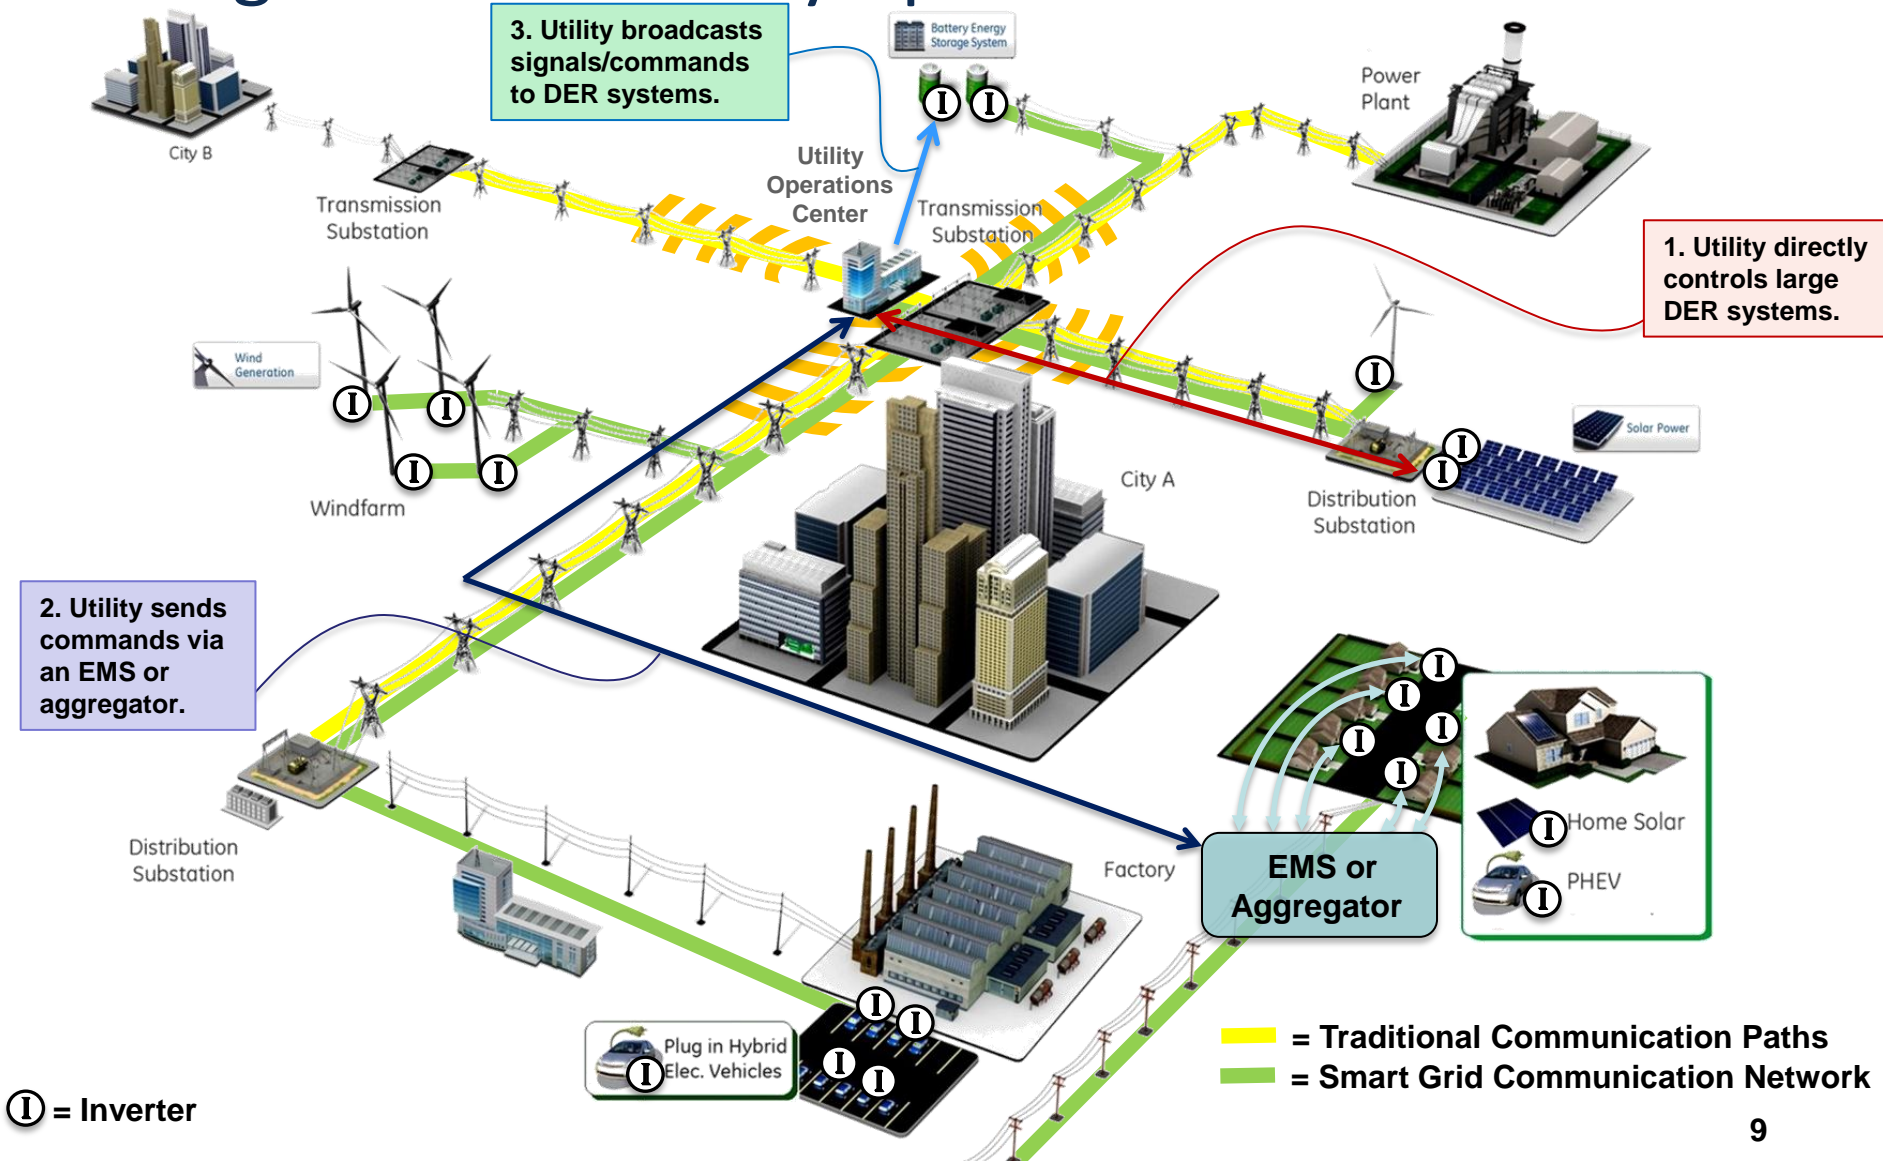 3. Utility broadcasts
signals/commands
to DER systems.
Battery Energy
Storage System
Power
Plant
City B
Utility
Operations
Center
Transmission
Substation
Transmission
Substation
1. Utility directly
controls large
DER systems.
Wind
Generation
I
I
I
I
I
I
I
Solar Power
I
I
Windfarm
City A
Distribution
Substation
2. Utility sends
commands via
an EMS or
aggregator.
I
I
I
I
I
Home Solar
I
PHEV
I
Distribution
Substation
Factory
EMS or
Aggregator
I
I
I
I
Plug in Hybrid
Elec. Vehicles
I
= Traditional Communication Paths
= Smart Grid Communication Network
I = Inverter
9